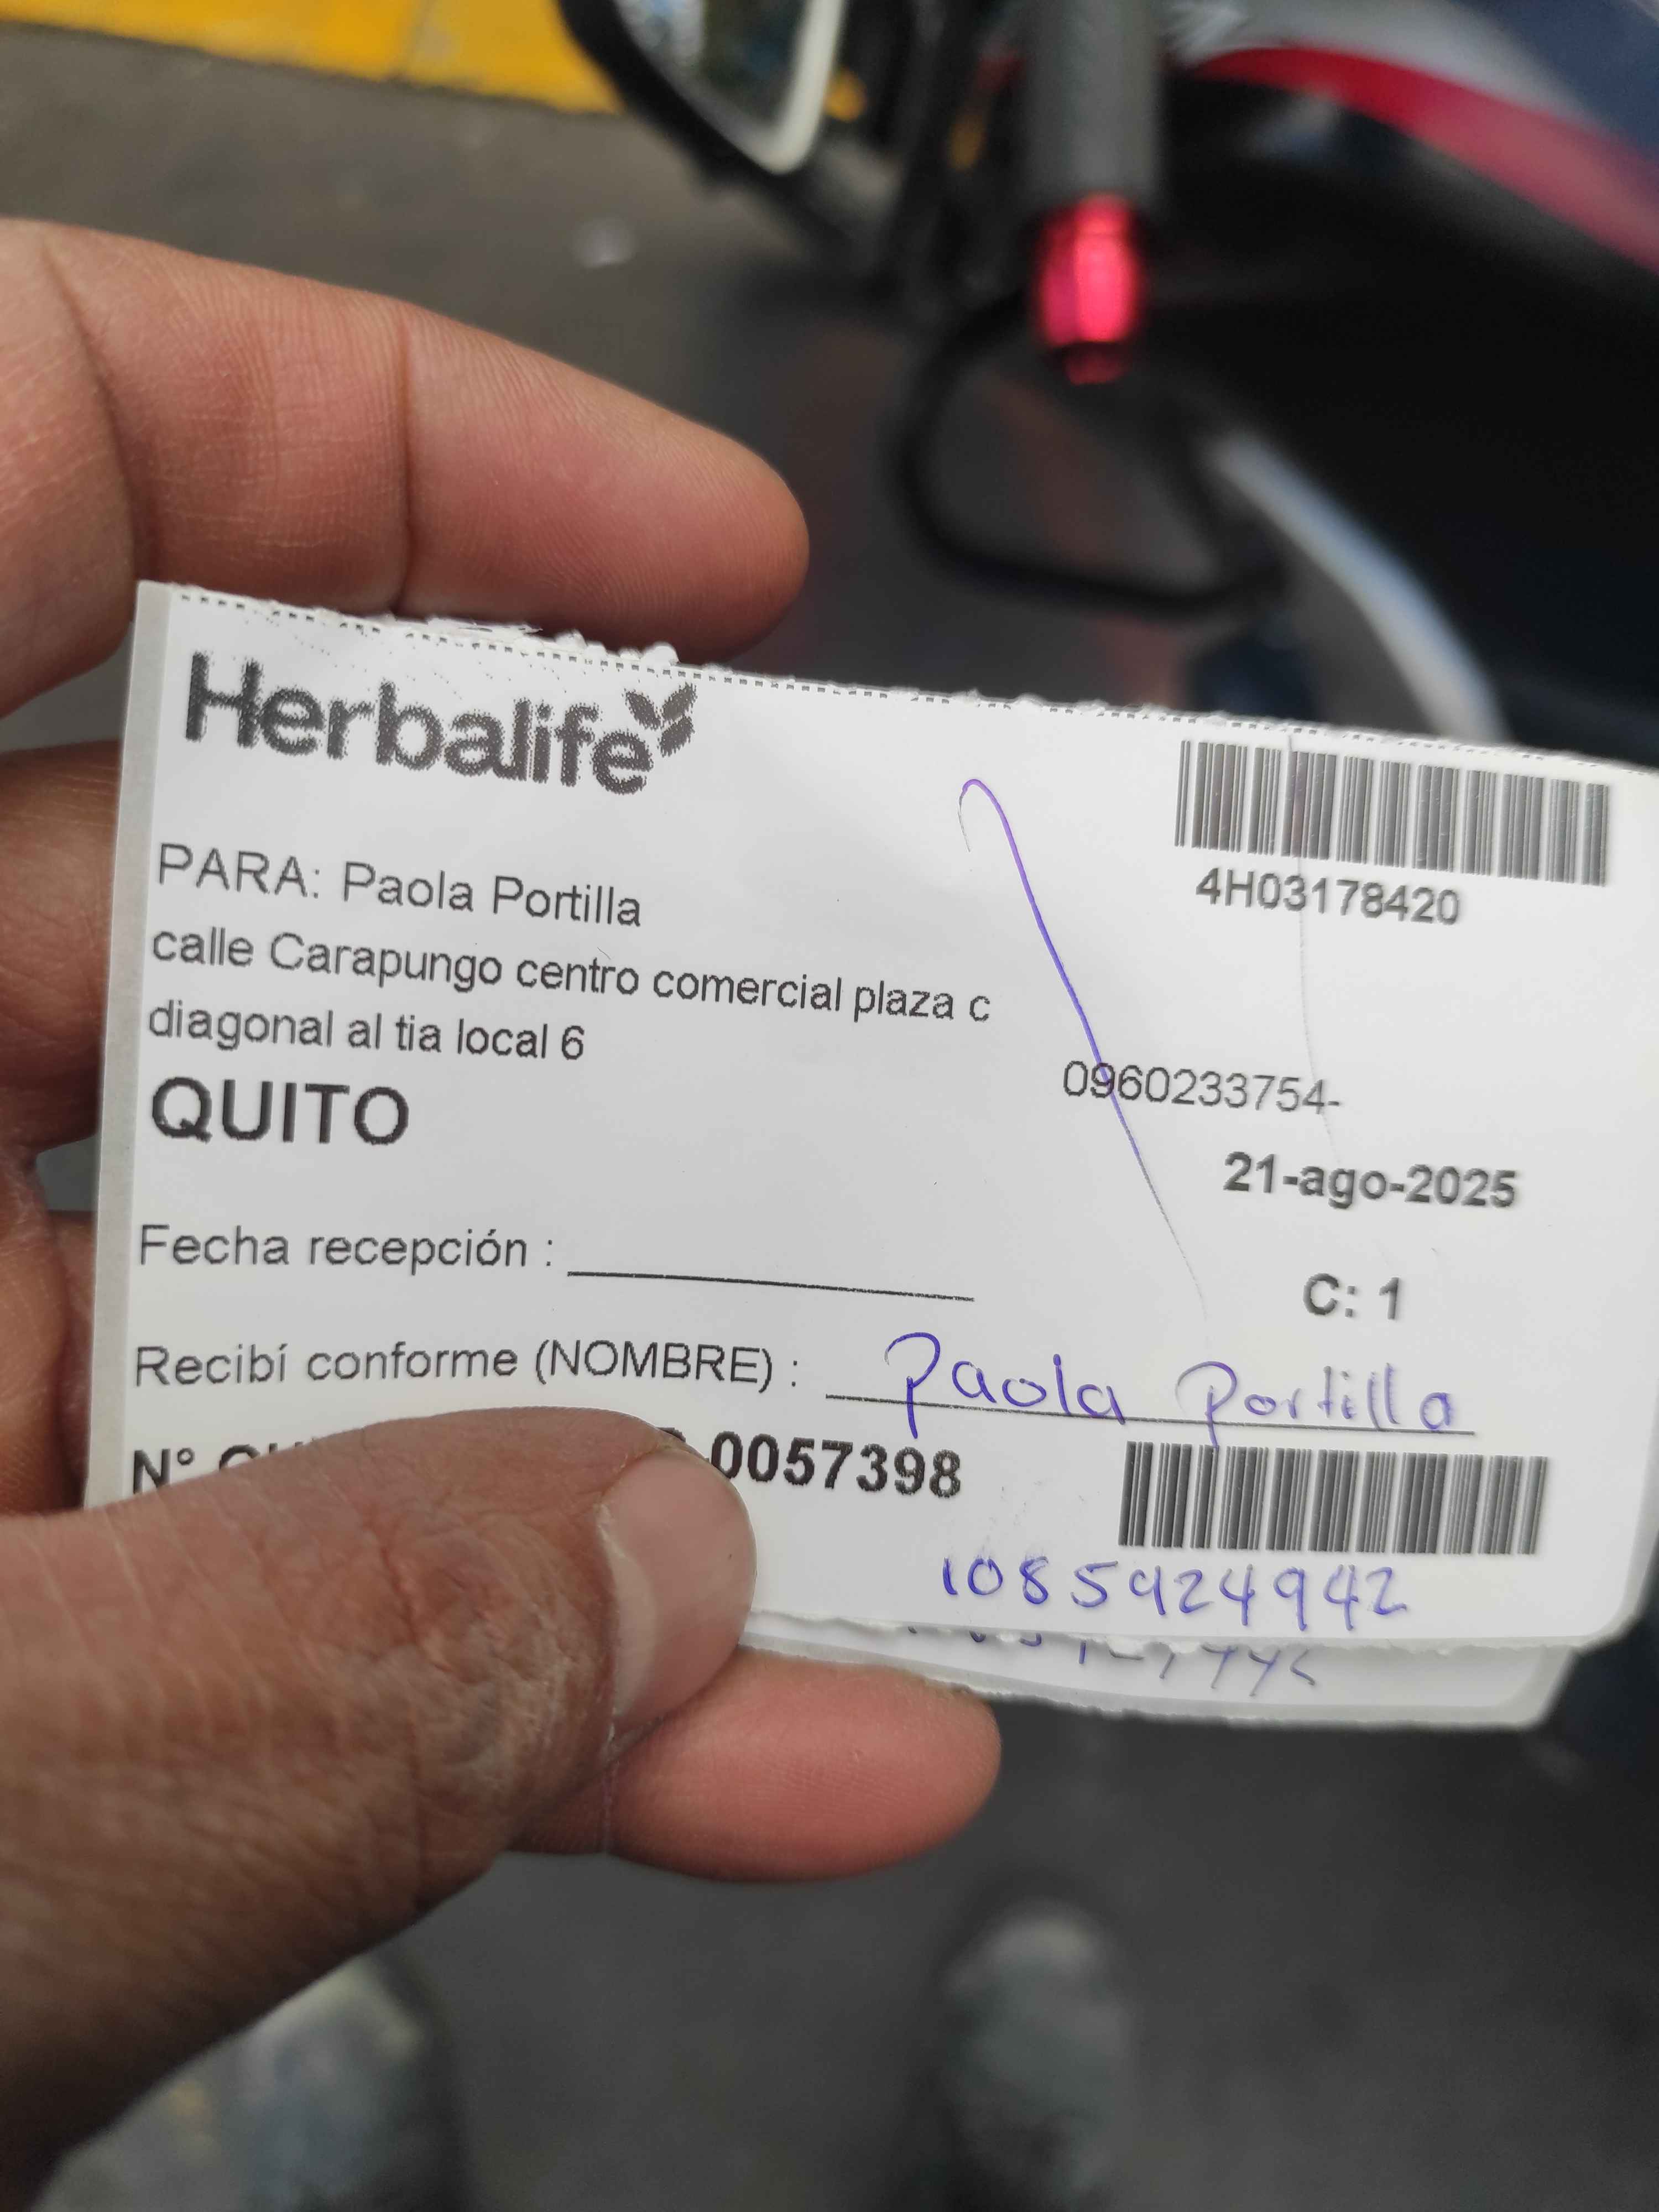 Herbalife
4H03178420
PARA: Paola Portilla
calle Carapungo centro comercial plaza c
diagonal al tia local 6
0960233754-
QUITO
21-ago-2025
Fecha recepción :
C: 1
Recibí conforme (NOMBRE) : Paola Portilla
N° 0057398
1085924942